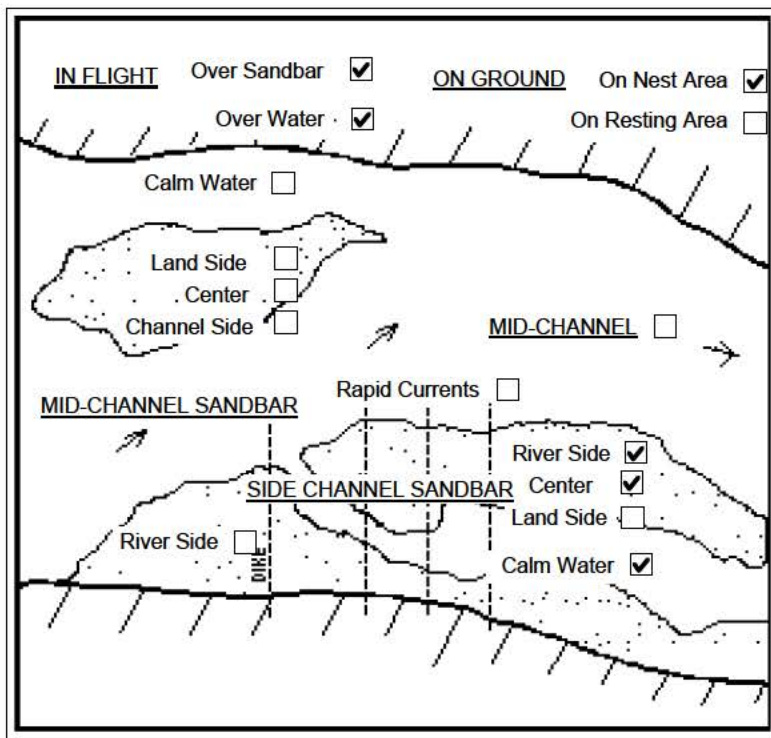 IN FLIGHT Over Sandbar ON GROUND On Nest Area
Over Water On Resting Area
Calm Water
Land Side
Center
Channel Side
MID-CHANNEL
Rapid Currents
MID-CHANNEL SANDBAR
River Side
SIDE CHANNEL SANDBAR Center
Land Side
River Side
DIKE
Calm Water